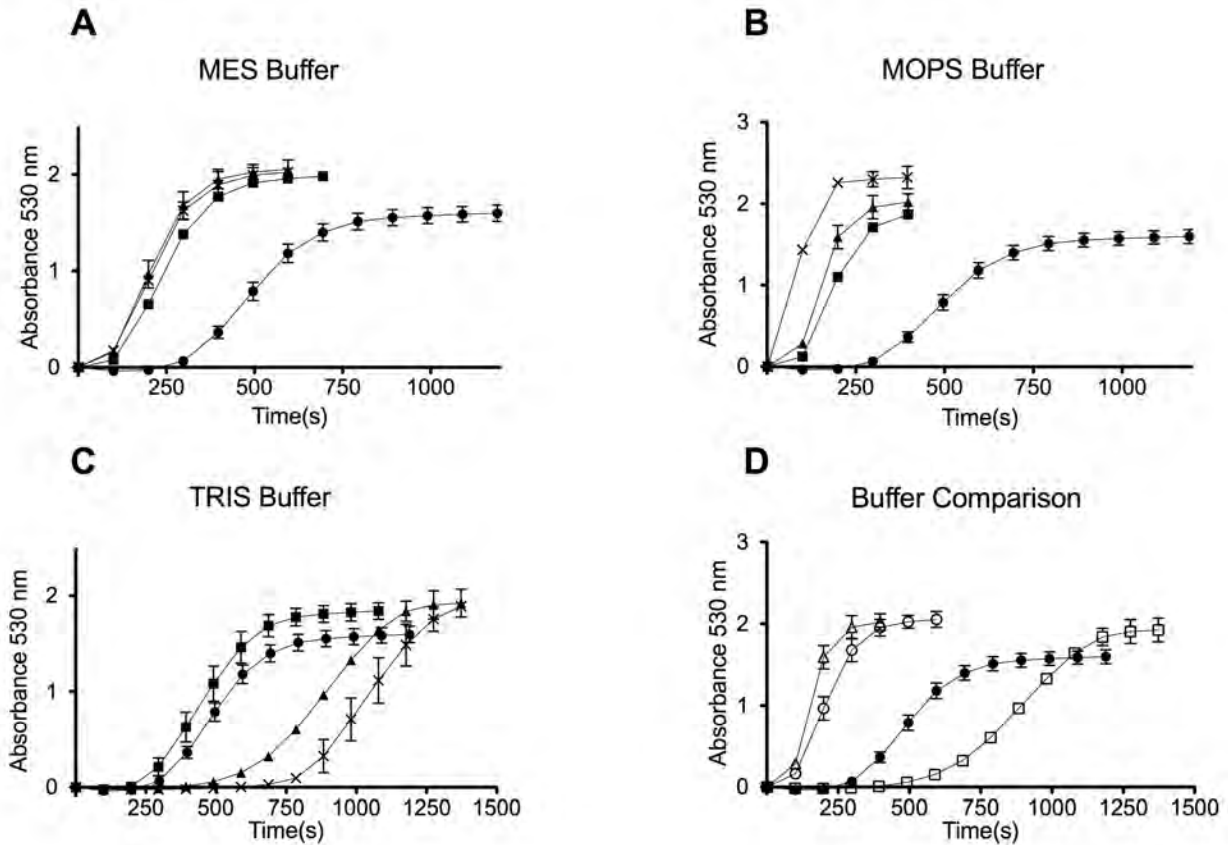 A
MES Buffer
Absorbance 530 nm
2
1
0
250
500
750
1000
Time(s)
B
MOPS Buffer
Absorbance 530 nm
3
2
1
0
250
500
750
1000
Time(s)
C
TRIS Buffer
Absorbance 530 nm
2
1
0
250
500
750
1000
1250
1500
Time(s)
D
Buffer Comparison
Absorbance 530 nm
3
2
1
0
250
500
750
1000
1250
1500
Time(s)